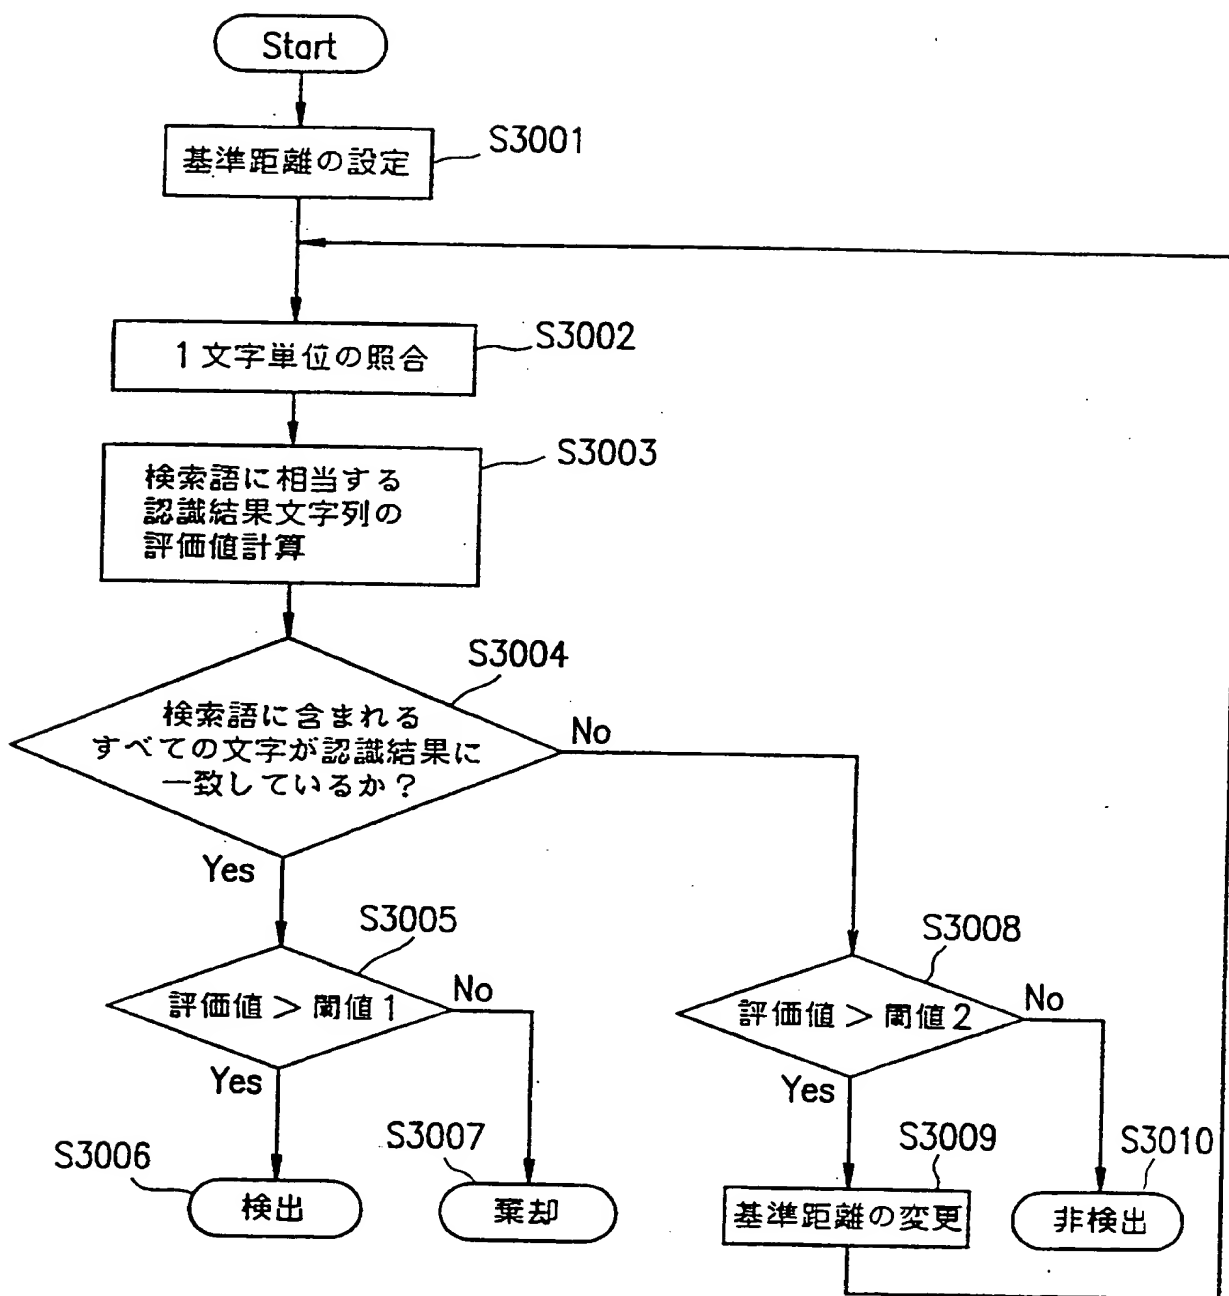 Start
基準距離の設定
S3001
1文字単位の照合
S3002
検索語に相当する
認識結果文字列の
評価値計算
S3003
S3004
検索語に含まれる
すべての文字が認識結果に
一致しているか?
No
Yes
S3005
評価値 > 閾値1
No
Yes
S3008
評価値 > 閾値2
No
Yes
S3006
検出
S3007
棄却
S3009
基準距離の変更
S3010
非検出